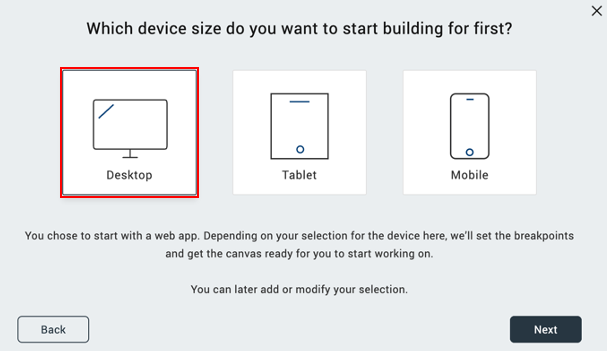 Which device size do you want to start building for first?
Desktop
Tablet
Mobile
You chose to start with a web app. Depending on your selection for the device here, we'll set the breakpoints
and get the canvas ready for you to start working on.
You can later add or modify your selection.
Back
Next